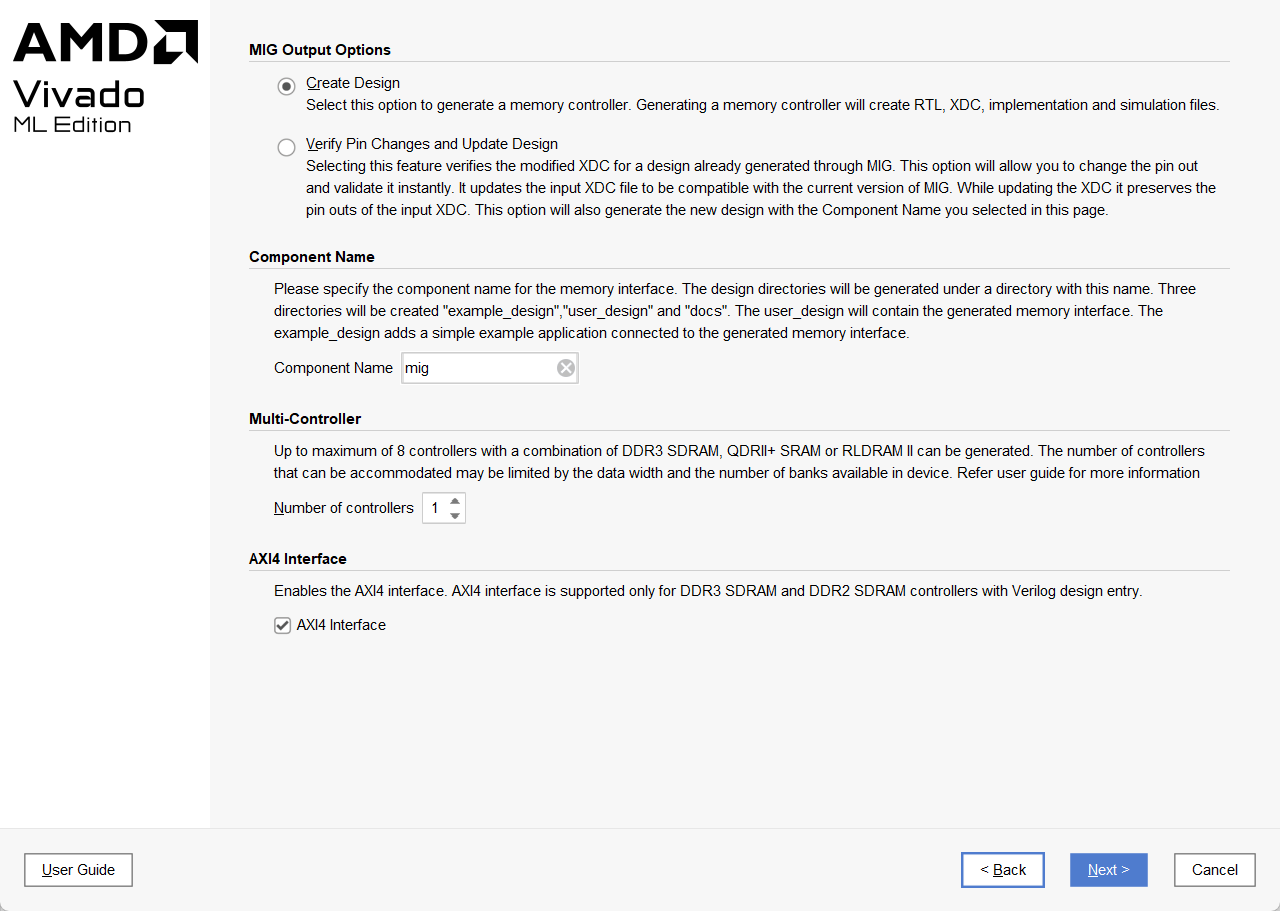 AMD
Vivado
ML Edition
MIG Output Options
Create Design
Select this option to generate a memory controller. Generating a memory controller will create RTL, XDC, implementation and simulation files.
Verify Pin Changes and Update Design
Selecting this feature verifies the modified XDC for a design already generated through MIG. This option will allow you to change the pin out
and validate it instantly. It updates the input XDC file to be compatible with the current version of MIG. While updating the XDC it preserves the
pin outs of the input XDC. This option will also generate the new design with the Component Name you selected in this page.
Component Name
Please specify the component name for the memory interface. The design directories will be generated under a directory with this name. Three
directories will be created "example_design","user_design" and "docs". The user_design will contain the generated memory interface. The
example_design adds a simple example application connected to the generated memory interface.
Component Name mig
Multi-Controller
Up to maximum of 8 controllers with a combination of DDR3 SDRAM, QDRII+ SRAM or RLDRAM II can be generated. The number of controllers
that can be accommodated may be limited by the data width and the number of banks available in device. Refer user guide for more information
Number of controllers 1
AXI4 Interface
Enables the AXI4 interface. AXI4 interface is supported only for DDR3 SDRAM and DDR2 SDRAM controllers with Verilog design entry.
AXI4 Interface
User Guide < Back Next > Cancel